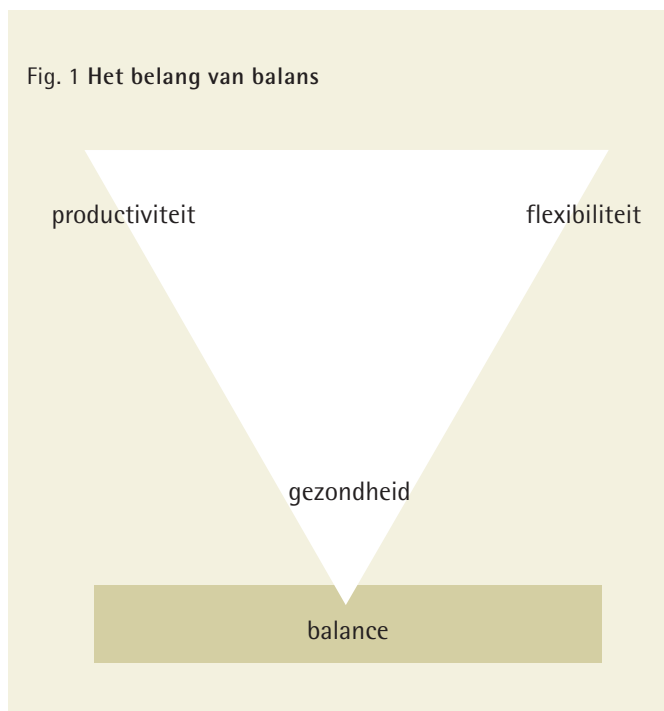 Fig. 1 Het belang van balans
productiviteit flexibiliteit
gezondheid
balance